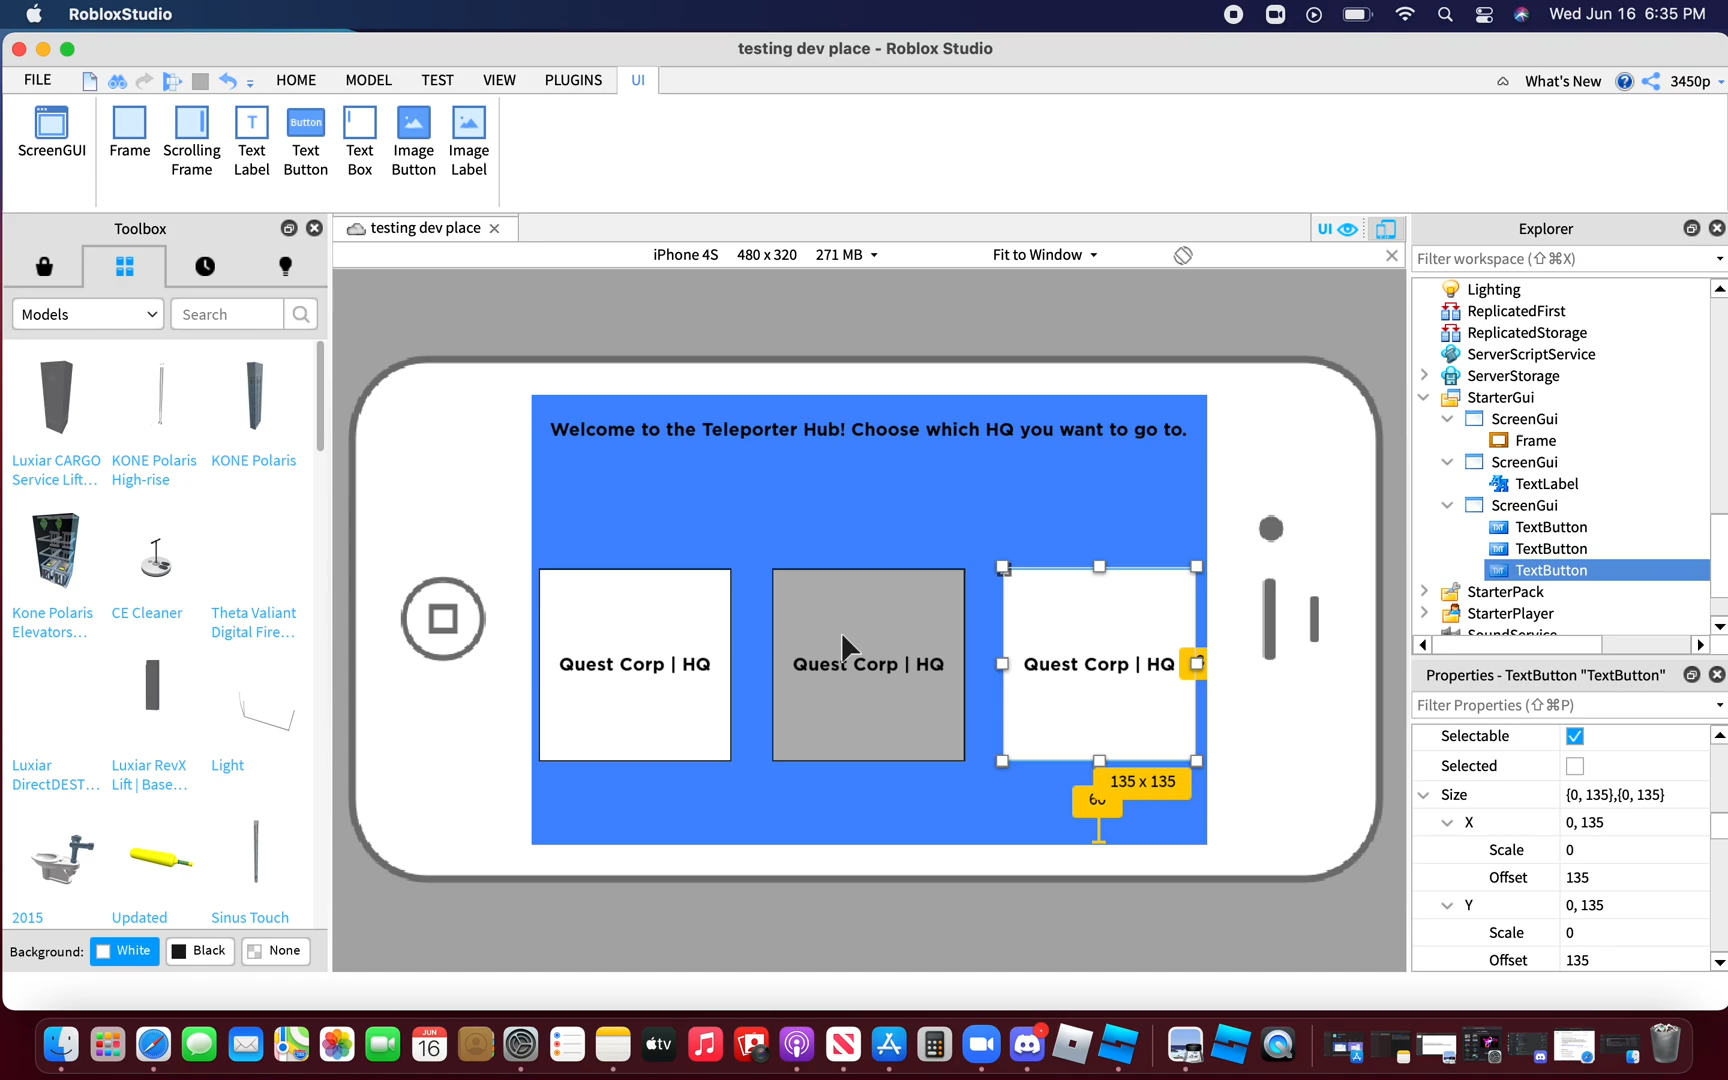 RobloxStudio
Wed Jun 16 6:35 PM
testing dev place - Roblox Studio
FILE
HOME
MODEL
TEST
VIEW
PLUGINS
UI
What's New
3450p
ScreenGUI
Frame
Scrolling
Frame
T
Text
Label
Button
Text
Button
Text
Box
Image
Button
Image
Label
Toolbox
testing dev place
UI
Explorer
iPhone 4S 480 x 320 271 MB
Fit to Window
Filter workspace (⇧⌘X)
Models
Search
Lighting
ReplicatedFirst
ReplicatedStorage
ServerScriptService
ServerStorage
StarterGui
ScreenGui
Frame
ScreenGui
TextLabel
ScreenGui
TextButton
TextButton
TextButton
StarterPack
StarterPlayer
SoundService
Luxiar CARGO
Service Lift...
KONE Polaris
High-rise
KONE Polaris
Kone Polaris
Elevators...
CE Cleaner
Theta Valiant
Digital Fire...
Luxiar
DirectDEST...
Luxiar RevX
Lift | Base...
Light
2015
Updated
Sinus Touch
Background:
White
Black
None
Welcome to the Teleporter Hub! Choose which HQ you want to go to.
Quest Corp | HQ
Quest Corp | HQ
Quest Corp | HQ
135 x 135
Properties - TextButton "TextButton"
Filter Properties (⇧⌘P)
Selectable
Selected
Size {0, 135},{0, 135}
X 0, 135
Scale 0
Offset 135
Y 0, 135
Scale 0
Offset 135
JUN
16
tv